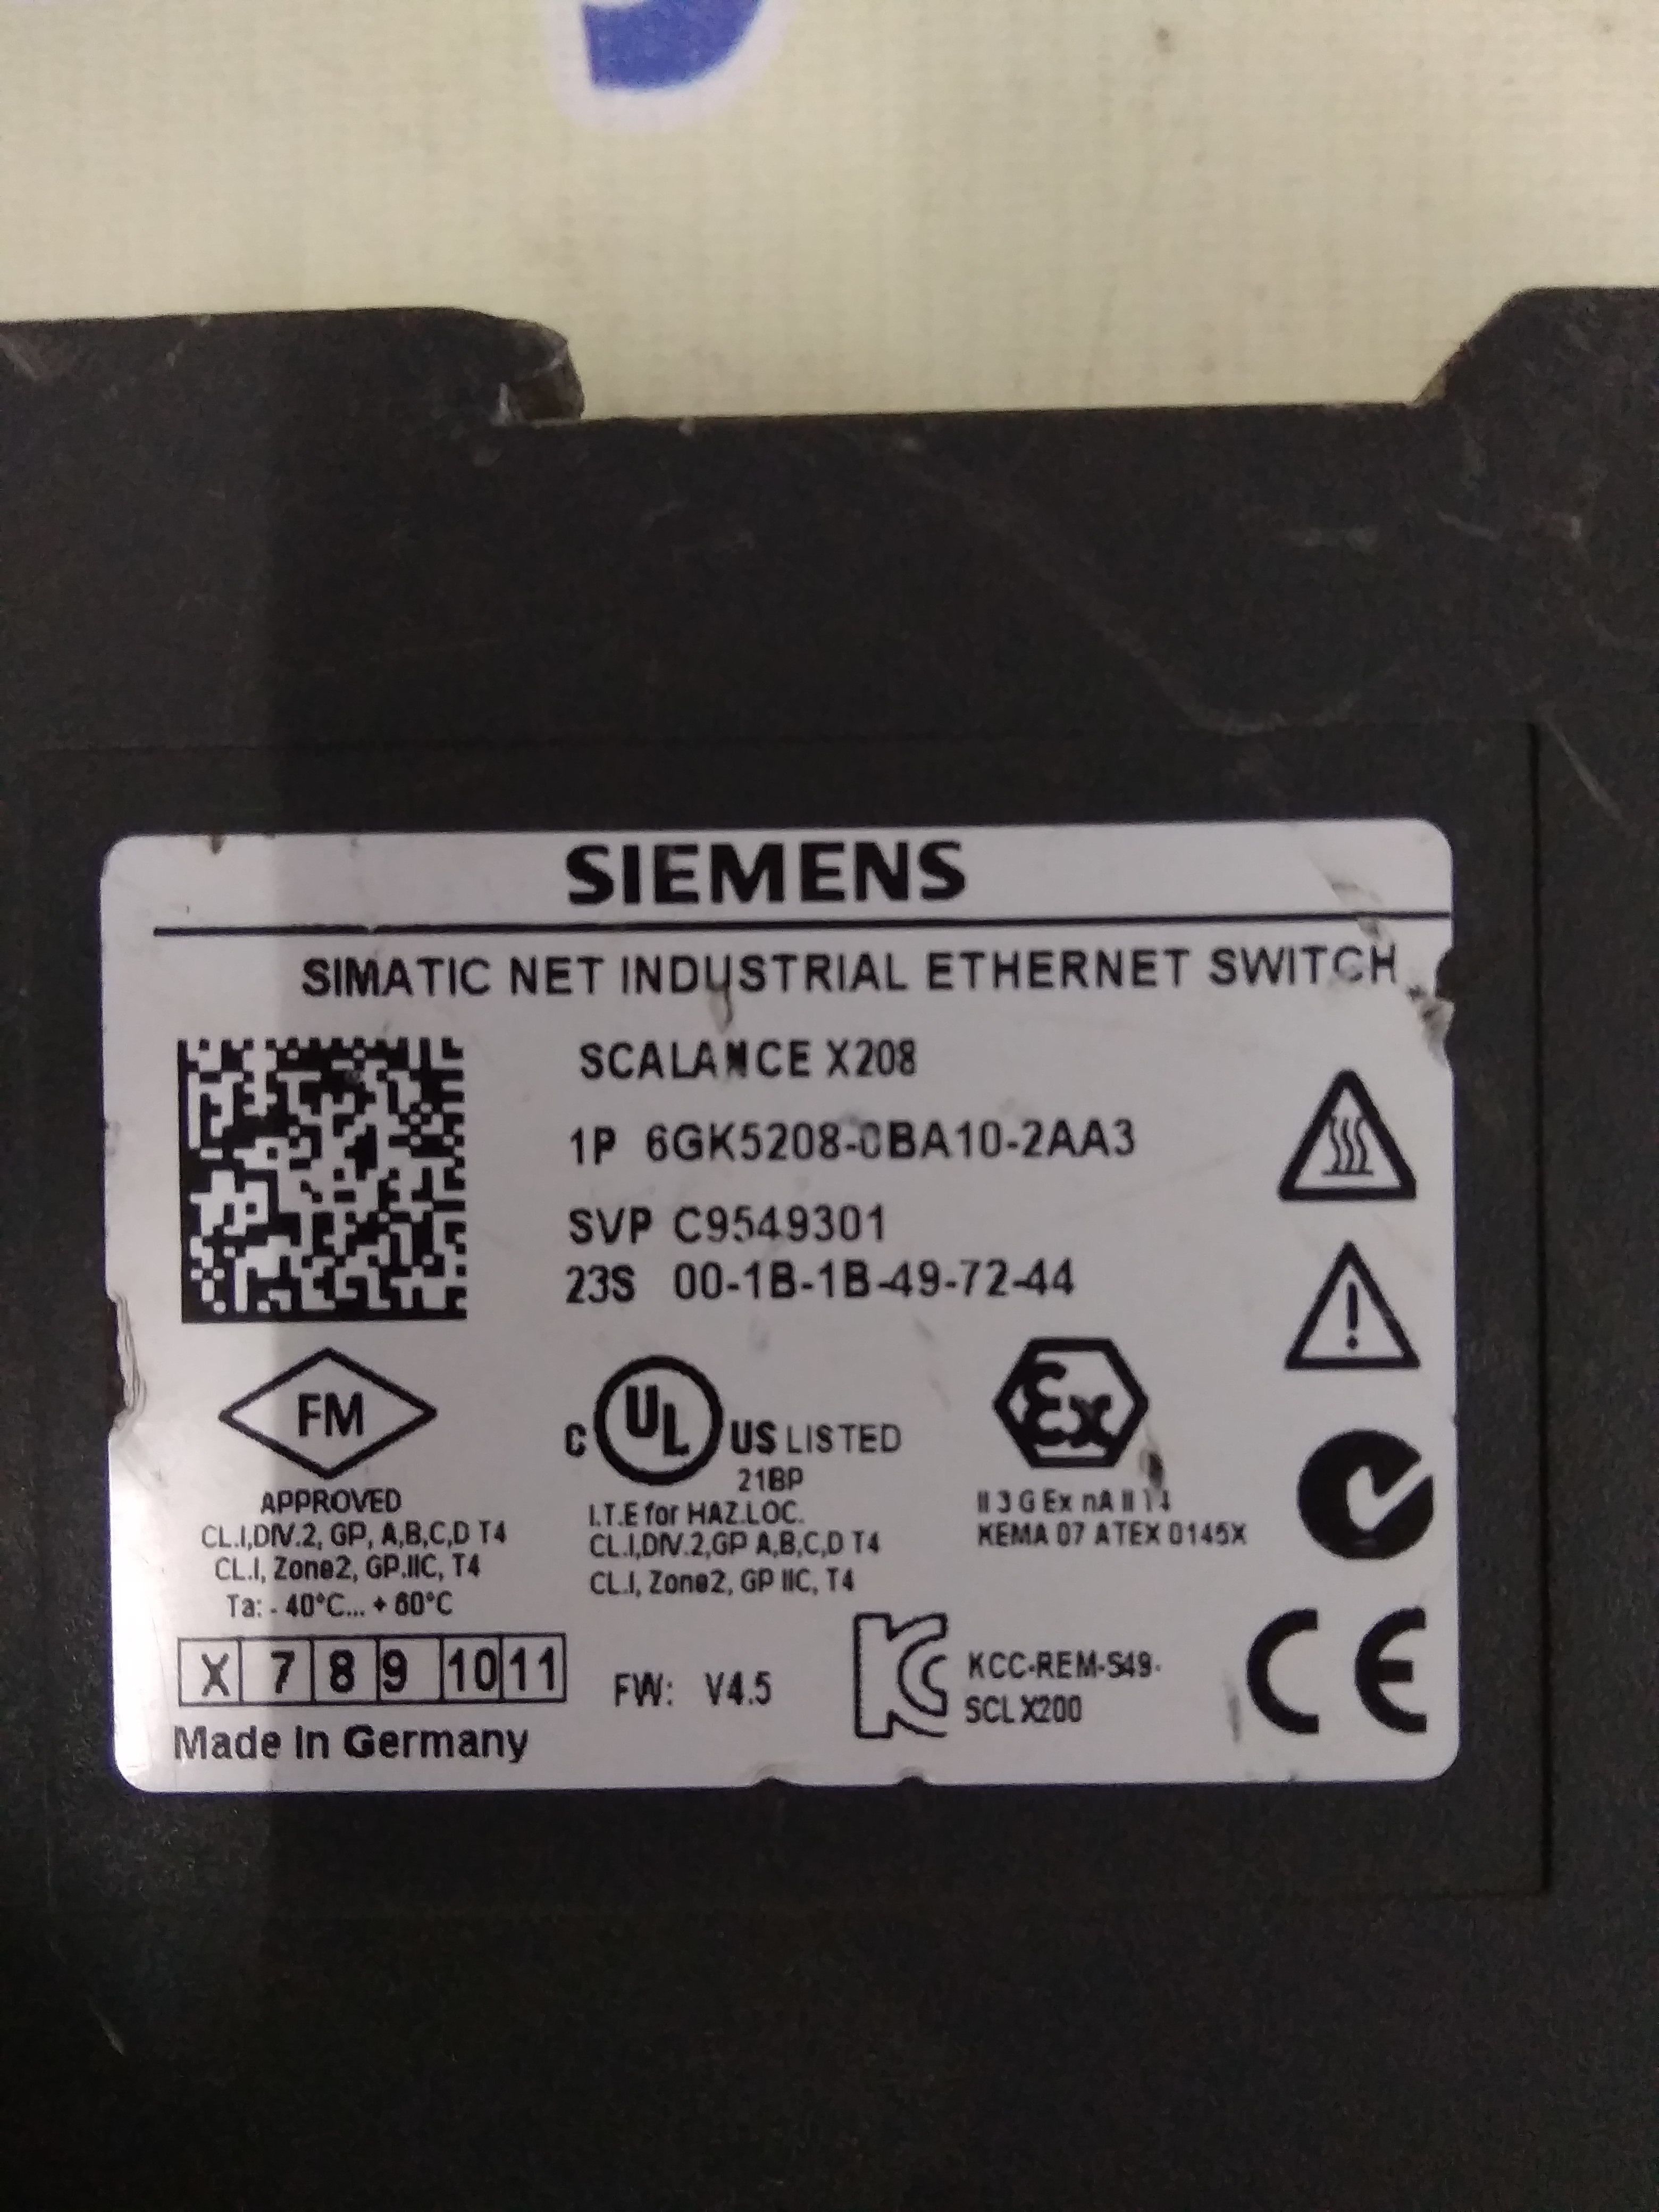 SIEMENS
SIMATIC NET INDUSTRIAL ETHERNET SWITCH
SCALANCE X208
1P 6GK5208-0BA10-2AA3
SVP C9549301
23S 00-1B-1B-49-72-44
FM
APPROVED
CL.I,DIV.2, GP, A,B,C,D T4
CL.I, Zone2, GP.IIC, T4
Ta: - 40°C... + 60°C
C UL US LISTED
21BP
I.T.E for HAZ.LOC.
CL.I,DIV.2,GP A,B,C,D T4
CL.I, Zone2, GP IIC, T4
Ex
II 3 G Ex nA II T4
KEMA 07 ATEX 0145X
X 7 8 9 10 11
FW: V4.5
KCC-REM-S49-
SCLX200
CE
Made in Germany